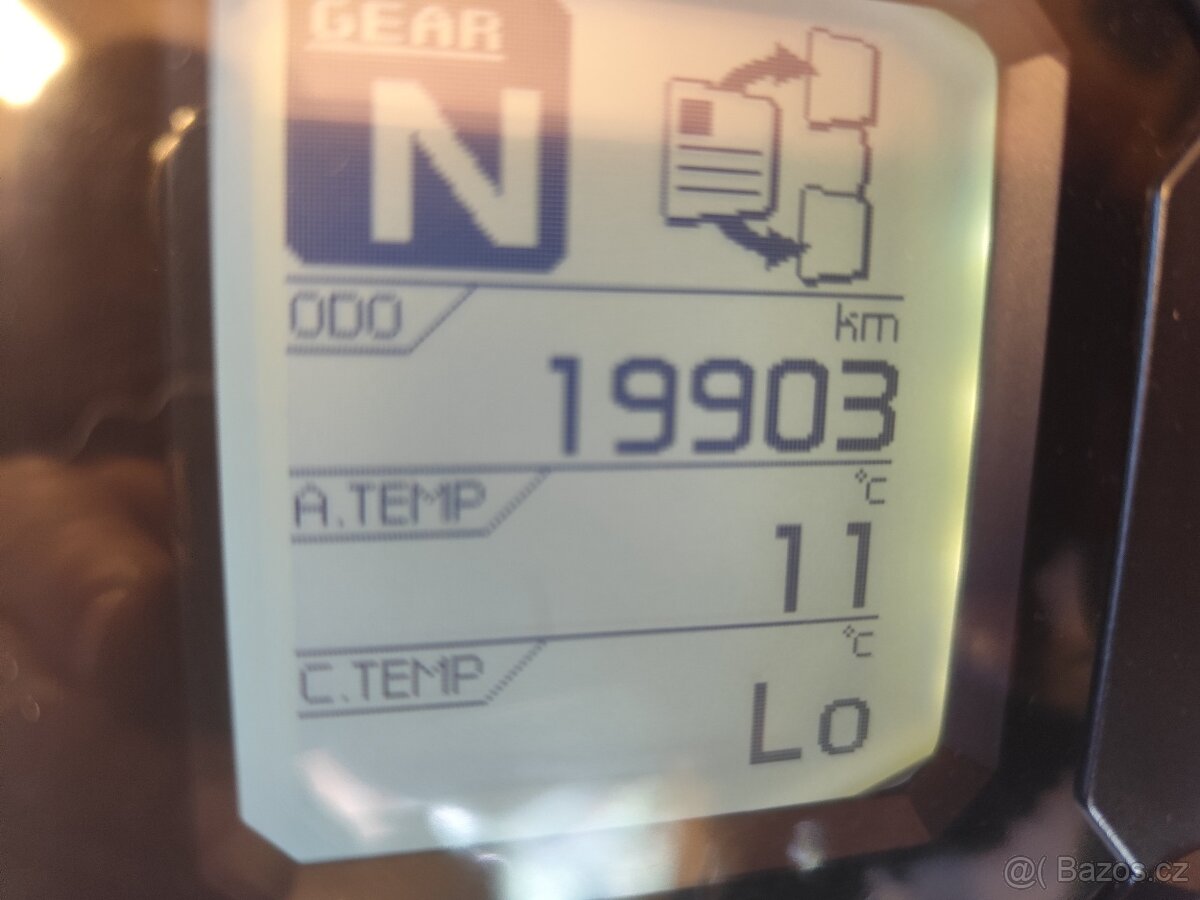 GEAR
N
ODO km
19903
A.TEMP °C
11
C.TEMP °C
Lo
@( Bazos.cz